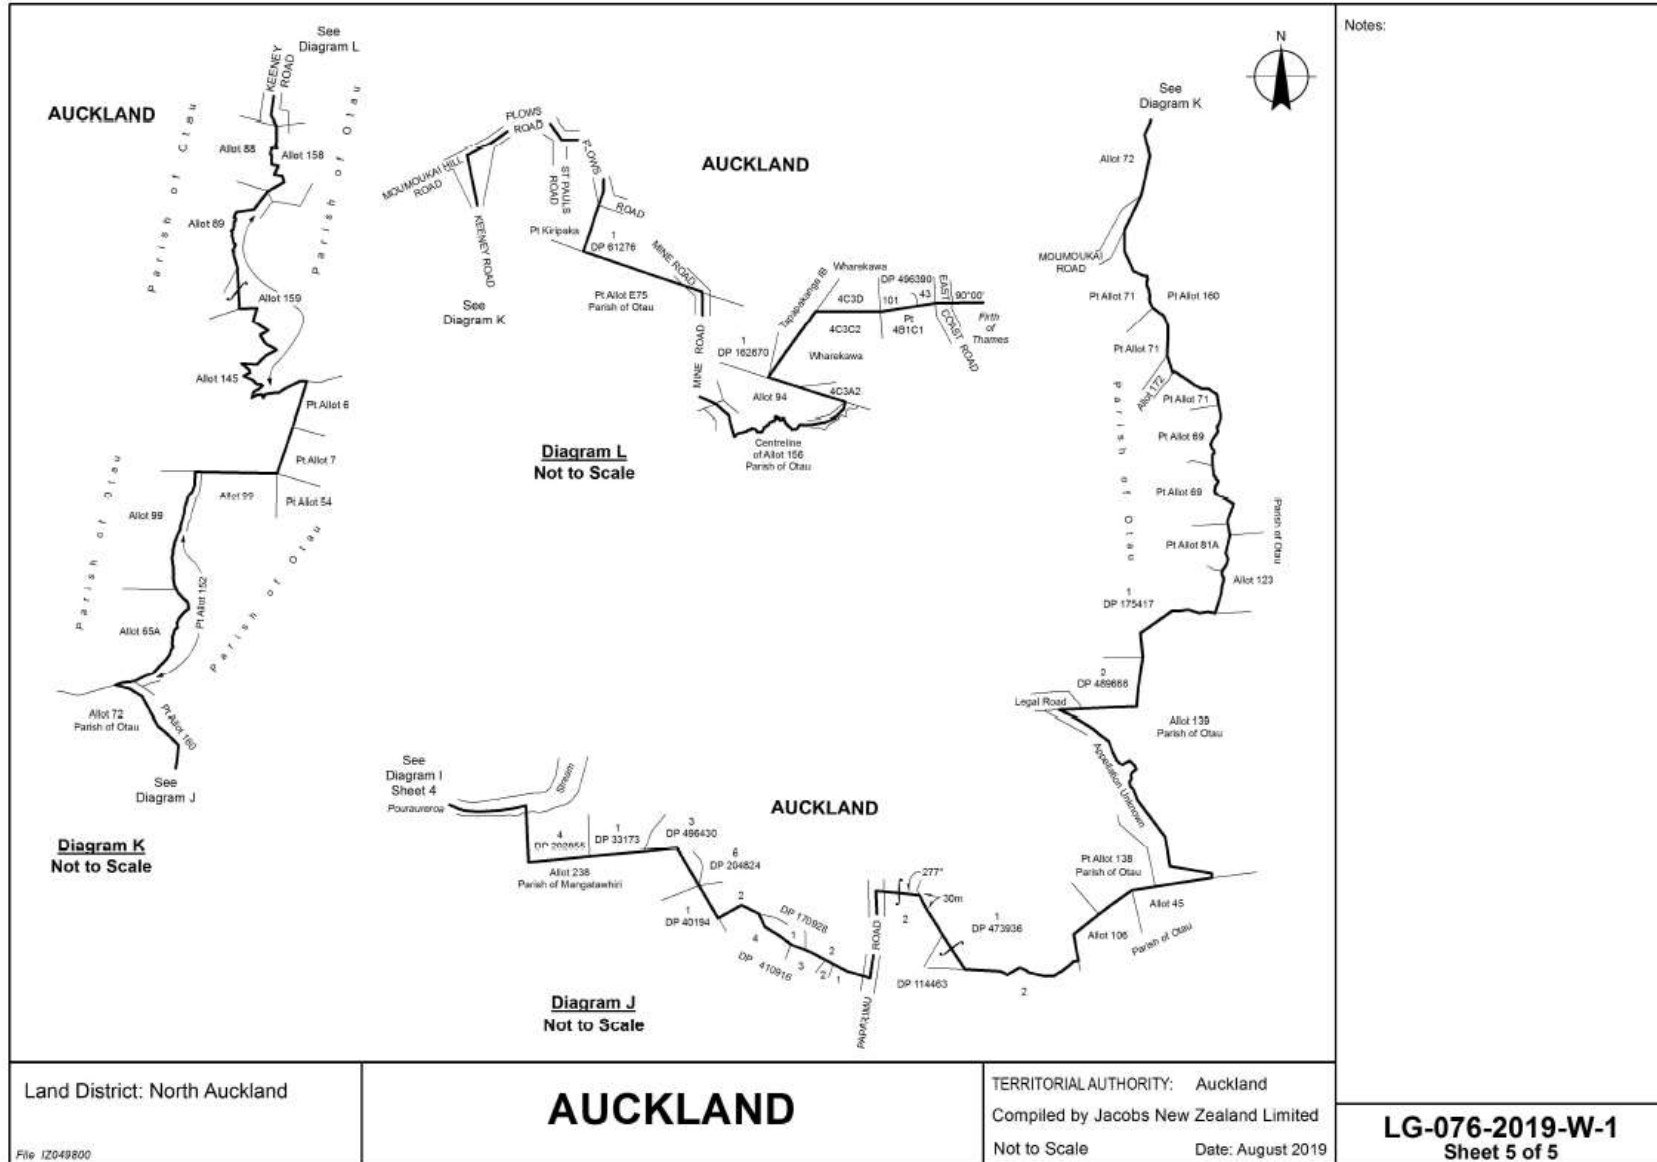 See
Diagram L
KEENEY
ROAD
AUCKLAND
Parish of Otau
Parish of Otau
Allot 88
Allot 158
Allot 89
Allot 159
Allot 145
Pt Allot 6
Pt Allot 7
Allot 99
Pt Allot 54
Parish of Otau
Allot 99
Parish of Otau
Pt Allot 152
Allot 65A
Allot 72
Parish of Otau
Pt Allot 160
See
Diagram J
Diagram K
Not to Scale
PLOWS
ROAD
MOUMOUKAI HILL
ROAD
ST PAULS
ROAD
PLOWS
ROAD
KEENEY ROAD
See
Diagram K
AUCKLAND
Pt Kiripaka
1
DP 61276
MINE ROAD
Pt Allot E75
Parish of Otau
MINE ROAD
Tapapakanga IB
Wharekawa
DP 496390
4C3D
101
43
EAST
COAST ROAD
90°00'
Firth
of
Thames
4C3C2
Pt
4B1C1
1
DP 162870
Wharekawa
Allot 94
4C3A2
Centreline
of Allot 156
Parish of Otau
Diagram L
Not to Scale
N
See
Diagram K
Allot 72
MOUMOUKAI
ROAD
Pt Allot 71
Pt Allot 160
Pt Allot 71
Allot 172
Pt Allot 71
Parish of Otau
Pt Allot 69
Pt Allot 69
Parish of Otau
Pt Allot 81A
Allot 123
1
DP 175417
2
DP 489666
Legal Road
Allot 139
Parish of Otau
Appellation Unknown
Pt Allot 138
Parish of Otau
Allot 45
Allot 106
Parish of Otau
See
Diagram I
Sheet 4
Pouraureroa
Stream
AUCKLAND
4
1
DP 33173
3
DP 486430
6
DP 204824
Allot 238
Parish of Mangatawhiri
1
DP 40194
2
DP 170928
4
1
2
DP 410916
3
2
1
PAPARIMU
ROAD
277°
30m
2
1
DP 473936
DP 114463
2
Diagram J
Not to Scale
Notes:
Land District: North Auckland
File IZ049800
AUCKLAND
TERRITORIAL AUTHORITY: Auckland
Compiled by Jacobs New Zealand Limited
Not to Scale Date: August 2019
LG-076-2019-W-1
Sheet 5 of 5